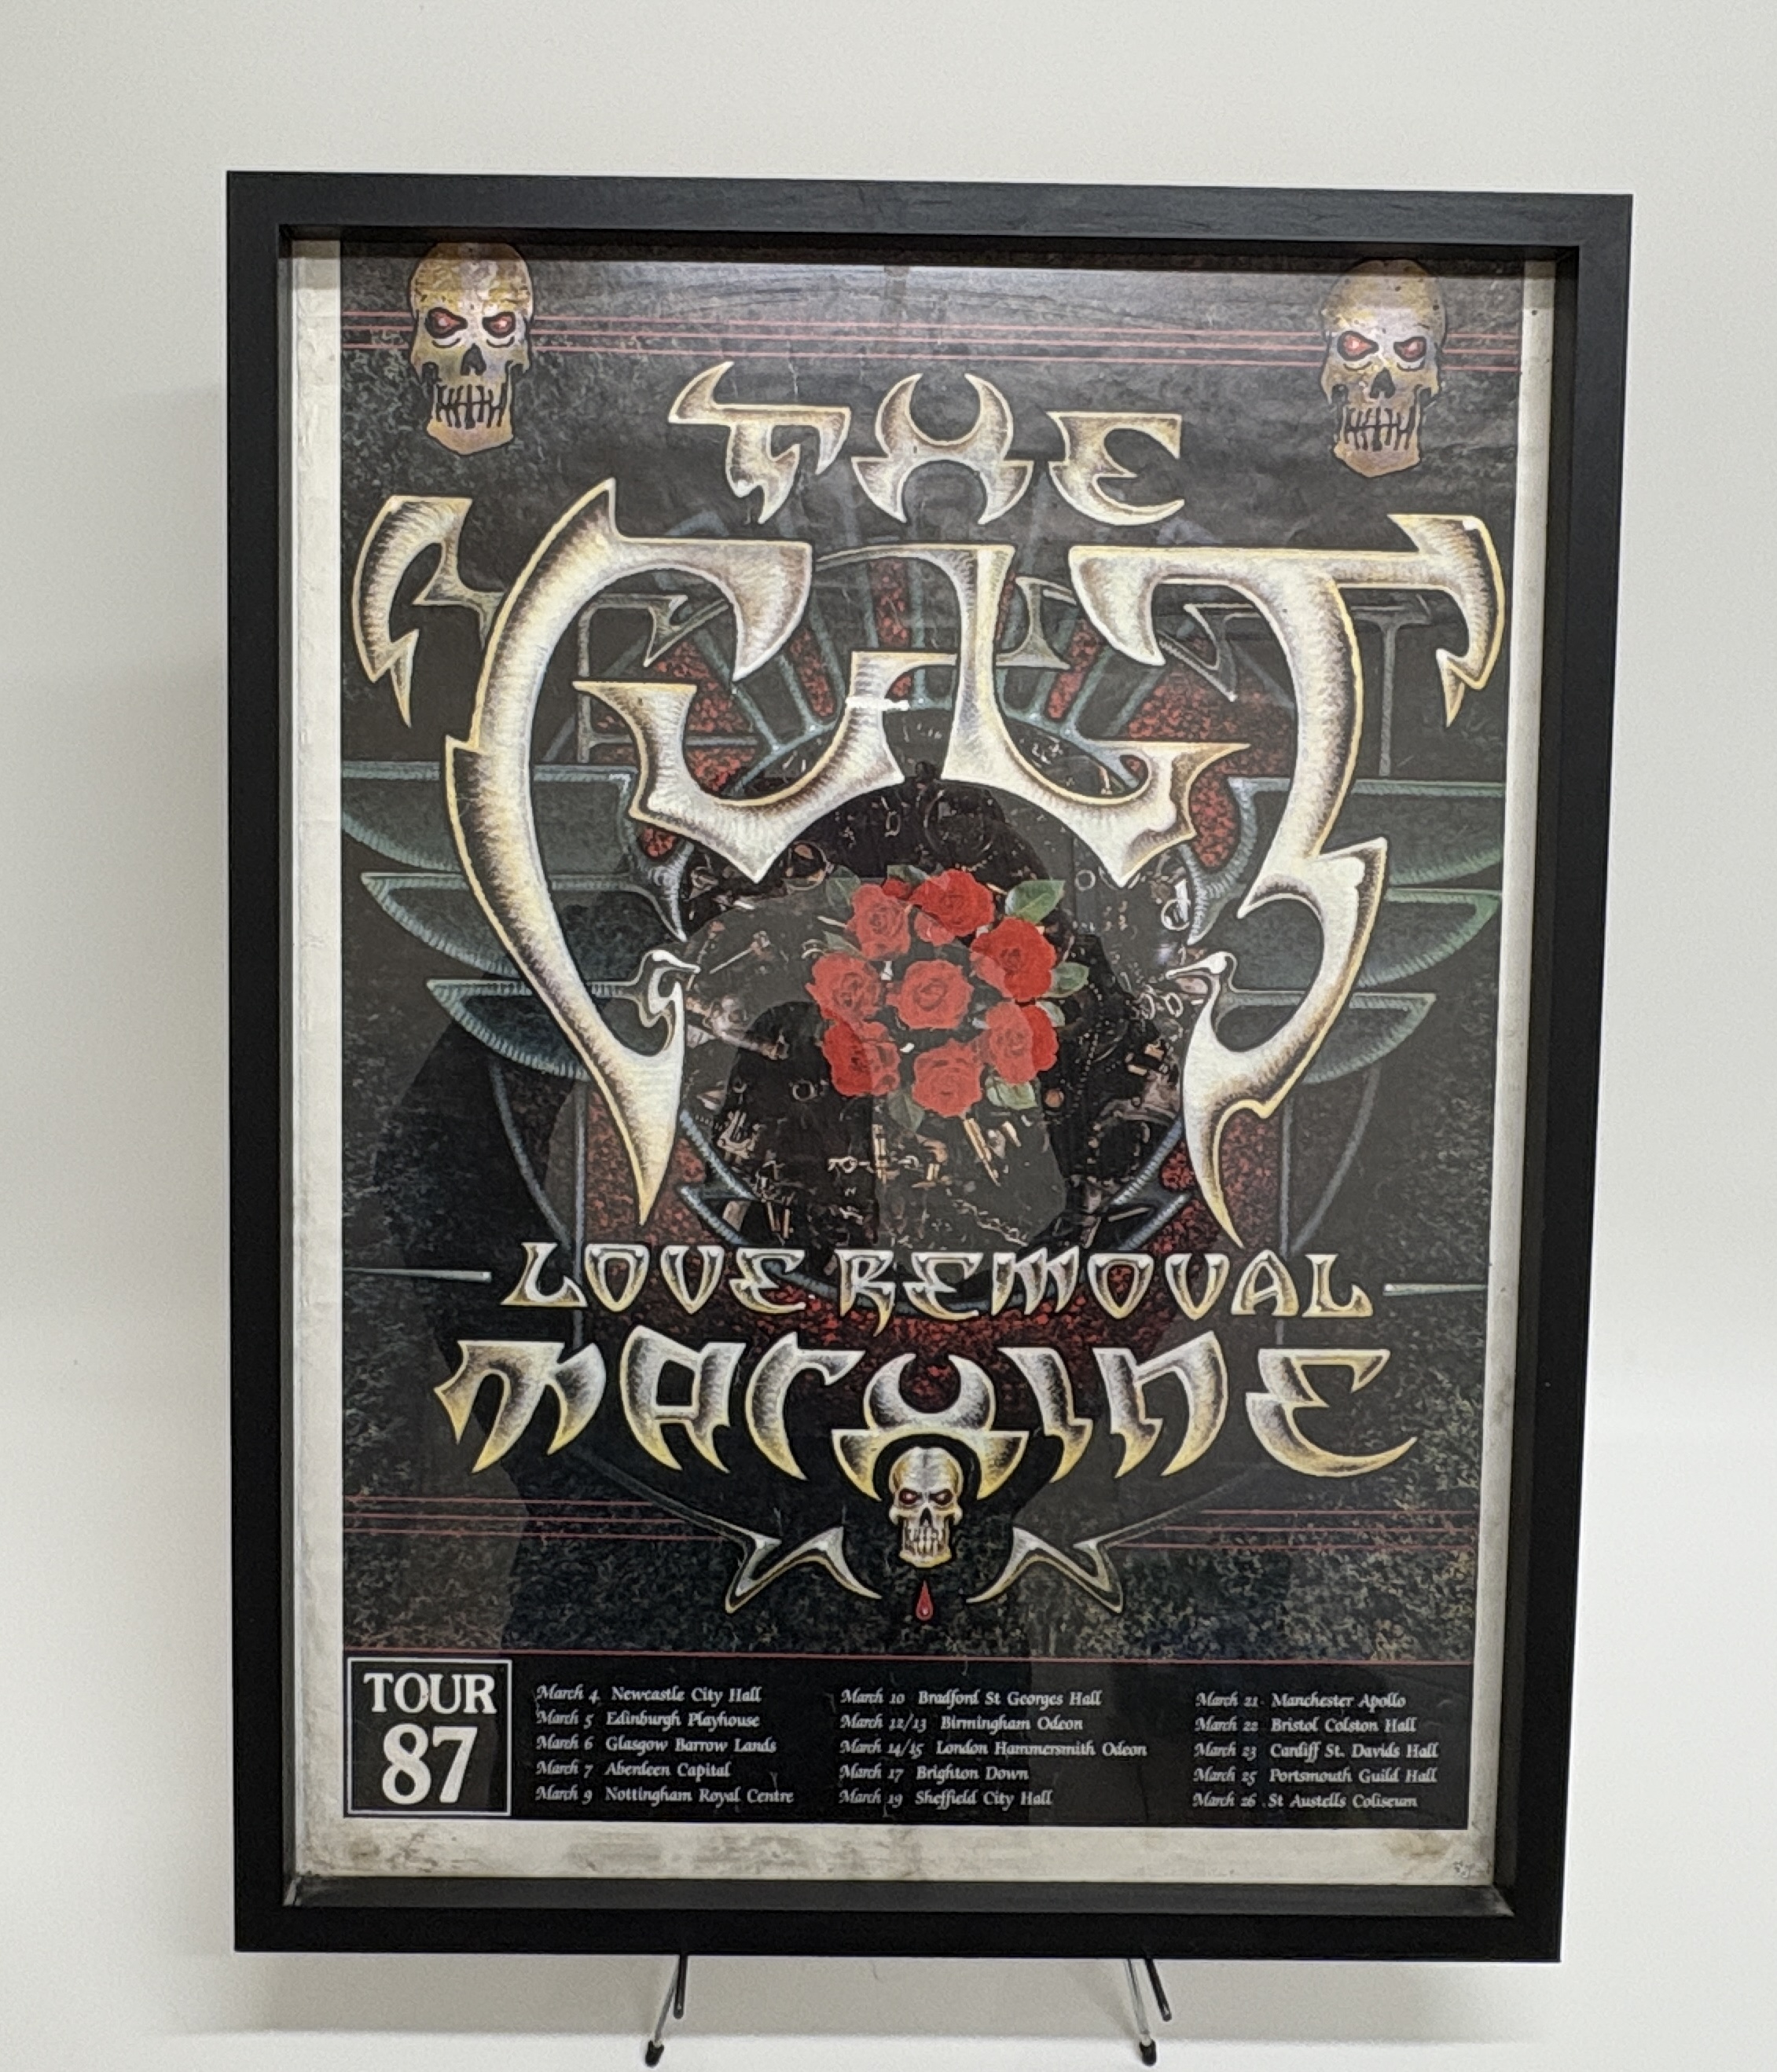 THE
CULT
LOVE REMOVAL
MACHINE
TOUR
87
March 4 Newcastle City Hall
March 5 Edinburgh Playhouse
March 6 Glasgow Barrow Lands
March 7 Aberdeen Capital
March 9 Nottingham Royal Centre
March 10 Bradford St Georges Hall
March 12/13 Birmingham Odeon
March 14/15 London Hammersmith Odeon
March 17 Brighton Down
March 19 Sheffield City Hall
March 21 Manchester Apollo
March 22 Bristol Colston Hall
March 23 Cardiff St. Davids Hall
March 25 Portsmouth Guild Hall
March 26 St Austells Coliseum